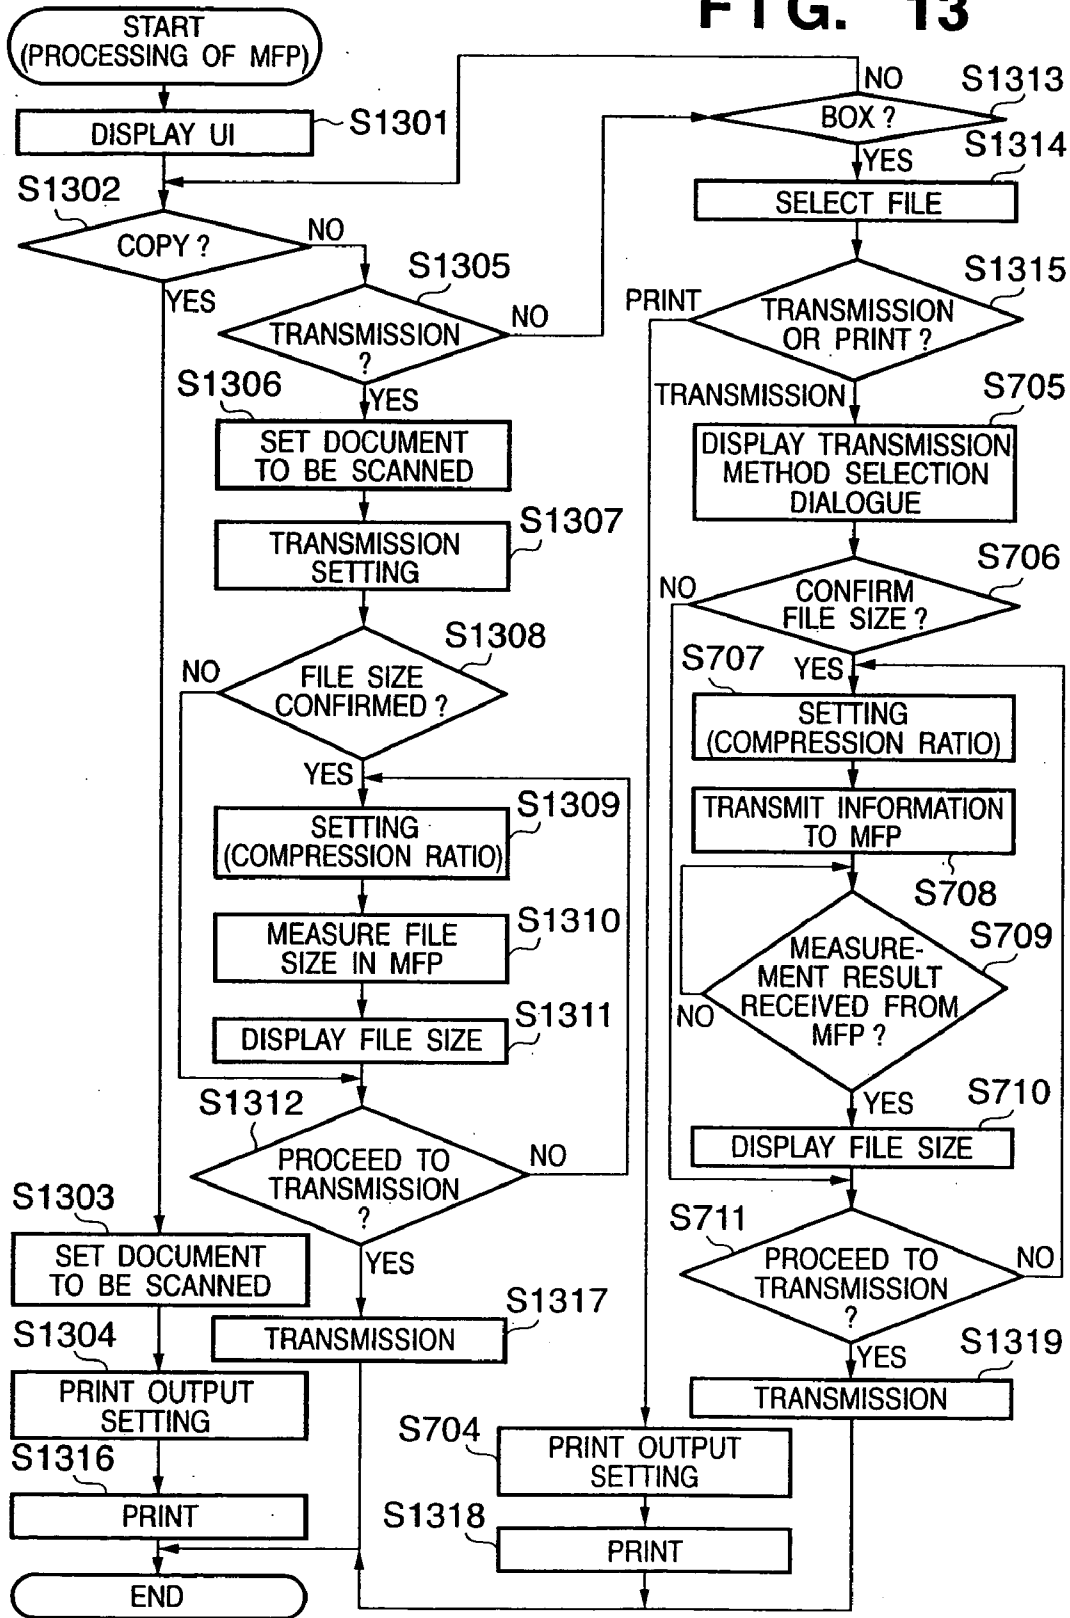 FIG. 13
START
(PROCESSING OF MFP)
DISPLAY UI
S1301
S1302
COPY ?
NO
YES
S1305
TRANSMISSION
?
NO
YES
S1306
SET DOCUMENT
TO BE SCANNED
TRANSMISSION
SETTING
S1307
S1308
FILE SIZE
CONFIRMED ?
NO
YES
S1309
SETTING
(COMPRESSION RATIO)
S1310
MEASURE FILE
SIZE IN MFP
S1311
DISPLAY FILE SIZE
S1312
PROCEED TO
TRANSMISSION
?
NO
YES
S1317
TRANSMISSION
S1303
SET DOCUMENT
TO BE SCANNED
S1304
PRINT OUTPUT
SETTING
S1316
PRINT
END
NO
S1313
BOX ?
YES
S1314
SELECT FILE
S1315
TRANSMISSION
OR PRINT ?
PRINT
TRANSMISSION
S705
DISPLAY TRANSMISSION
METHOD SELECTION
DIALOGUE
S706
CONFIRM
FILE SIZE ?
NO
YES
S707
SETTING
(COMPRESSION RATIO)
TRANSMIT INFORMATION
TO MFP
S708
S709
MEASURE-
MENT RESULT
RECEIVED FROM
MFP ?
NO
YES
S710
DISPLAY FILE SIZE
S711
PROCEED TO
TRANSMISSION
?
NO
YES
S1319
TRANSMISSION
S704
PRINT OUTPUT
SETTING
S1318
PRINT